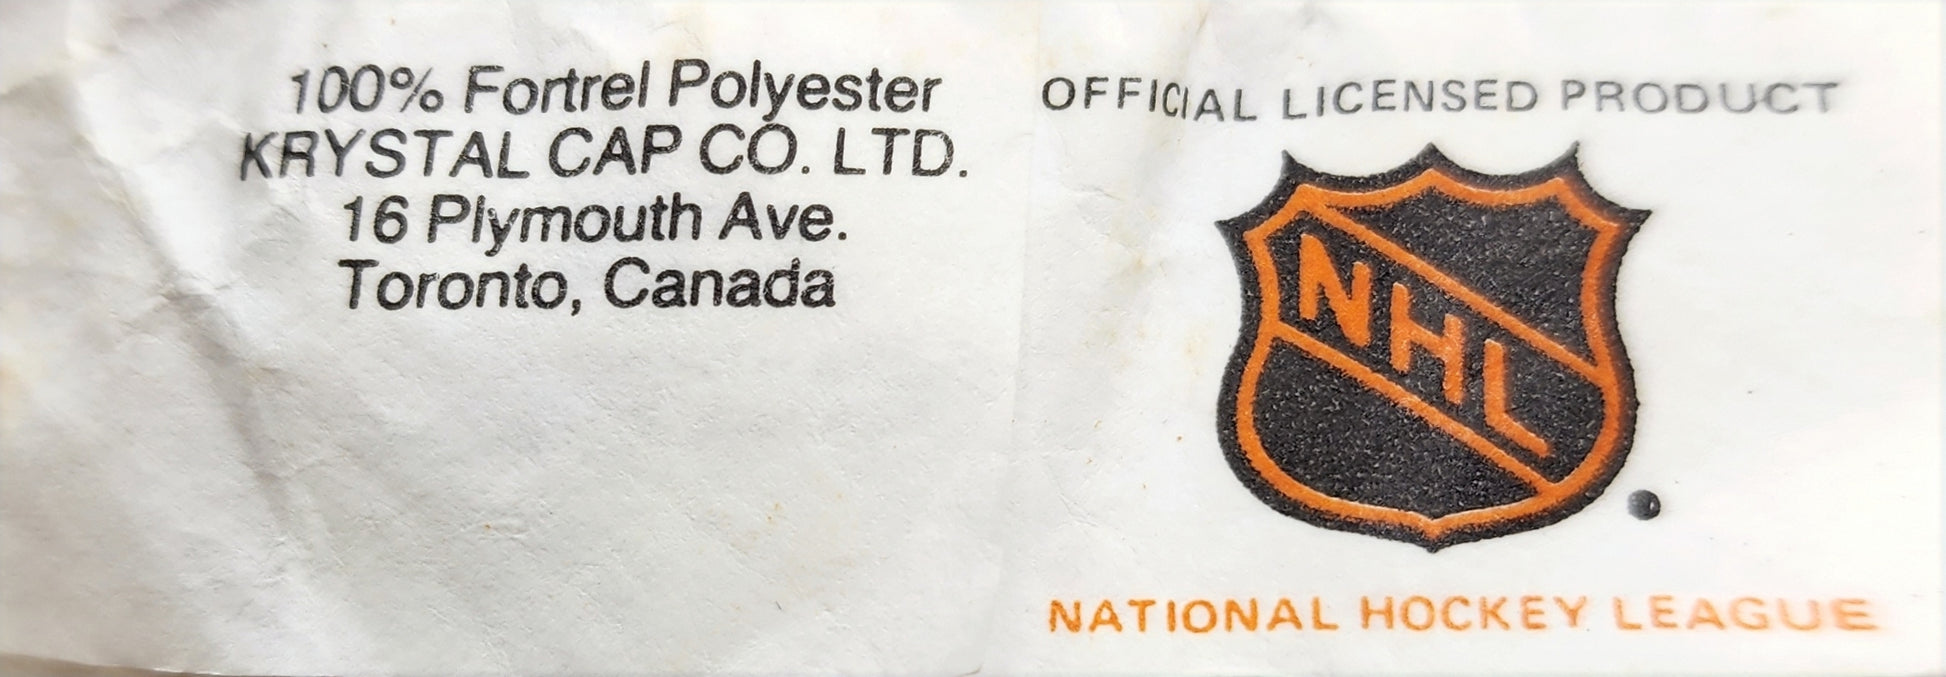 100% Fortrel Polyester
KRYSTAL CAP CO. LTD.
16 Plymouth Ave.
Toronto, Canada
OFFICIAL LICENSED PRODUCT
NHL
NATIONAL HOCKEY LEAGUE